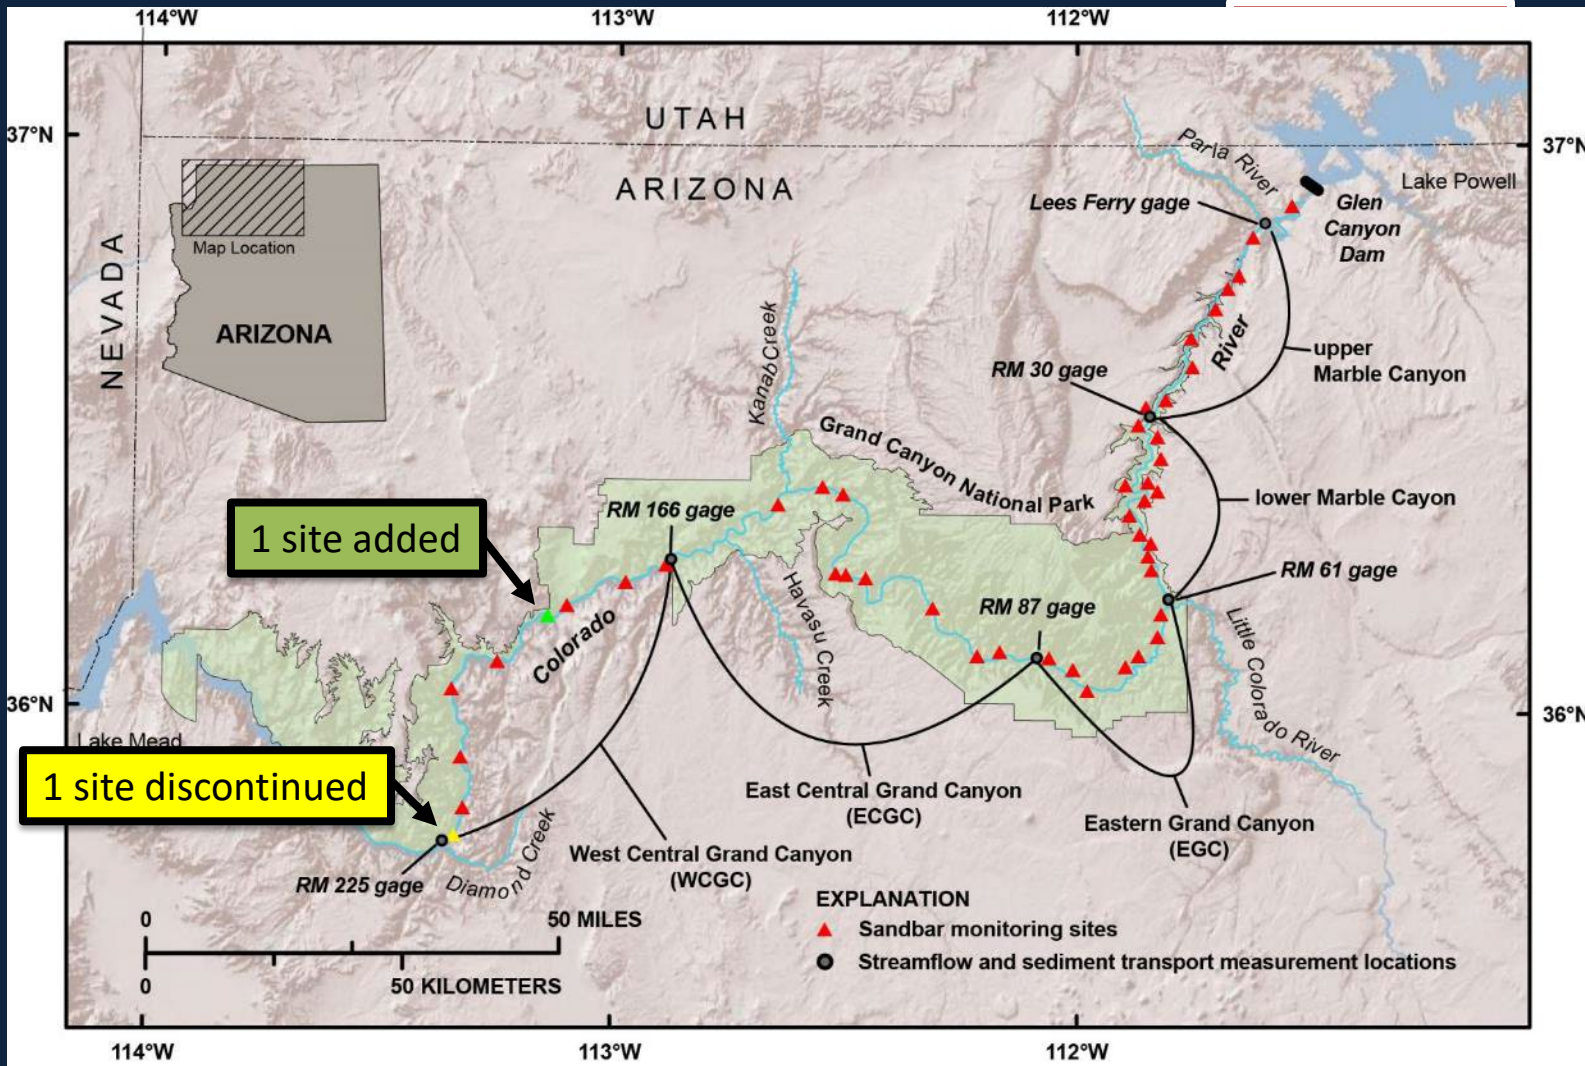 114°W
113°W
112°W
37°N
37°N
UTAH
ARIZONA
NEVADA
Map Location
ARIZONA
Paria River
Lake Powell
Glen
Canyon
Dam
Lees Ferry gage
River
upper
Marble Canyon
RM 30 gage
KanabCreek
Grand Canyon National Park
lower Marble Cayon
RM 166 gage
1 site added
RM 61 gage
RM 87 gage
Havasu Creek
Colorado
Little Colorado River
36°N
36°N
Lake Mead
1 site discontinued
East Central Grand Canyon
(ECGC)
Eastern Grand Canyon
(EGC)
West Central Grand Canyon
(WCGC)
RM 225 gage
Diamond Creek
EXPLANATION
Sandbar monitoring sites
Streamflow and sediment transport measurement locations
0
50 MILES
0
50 KILOMETERS
114°W
113°W
112°W